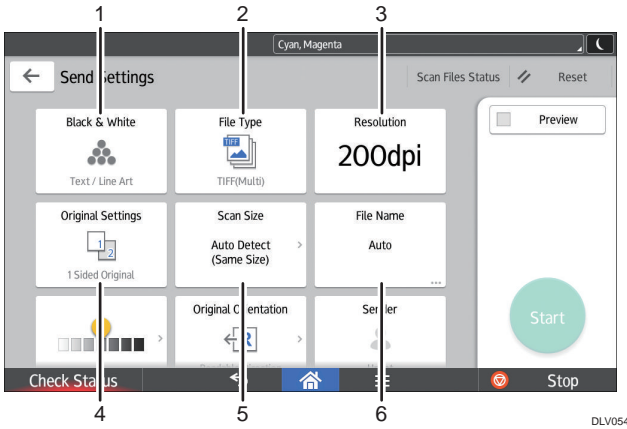 1 2 3
Cyan, Magenta
Send Settings Scan Files Status Reset
Black & White File Type Resolution Preview
TIFF
200dpi
Text / Line Art TIFF(Multi)
Original Settings Scan Size File Name
1
2
Auto Detect Auto
(Same Size)
1 Sided Original
...
Original Orientation Sender
R
Start
Check Status Stop
4 5 6
DLV054